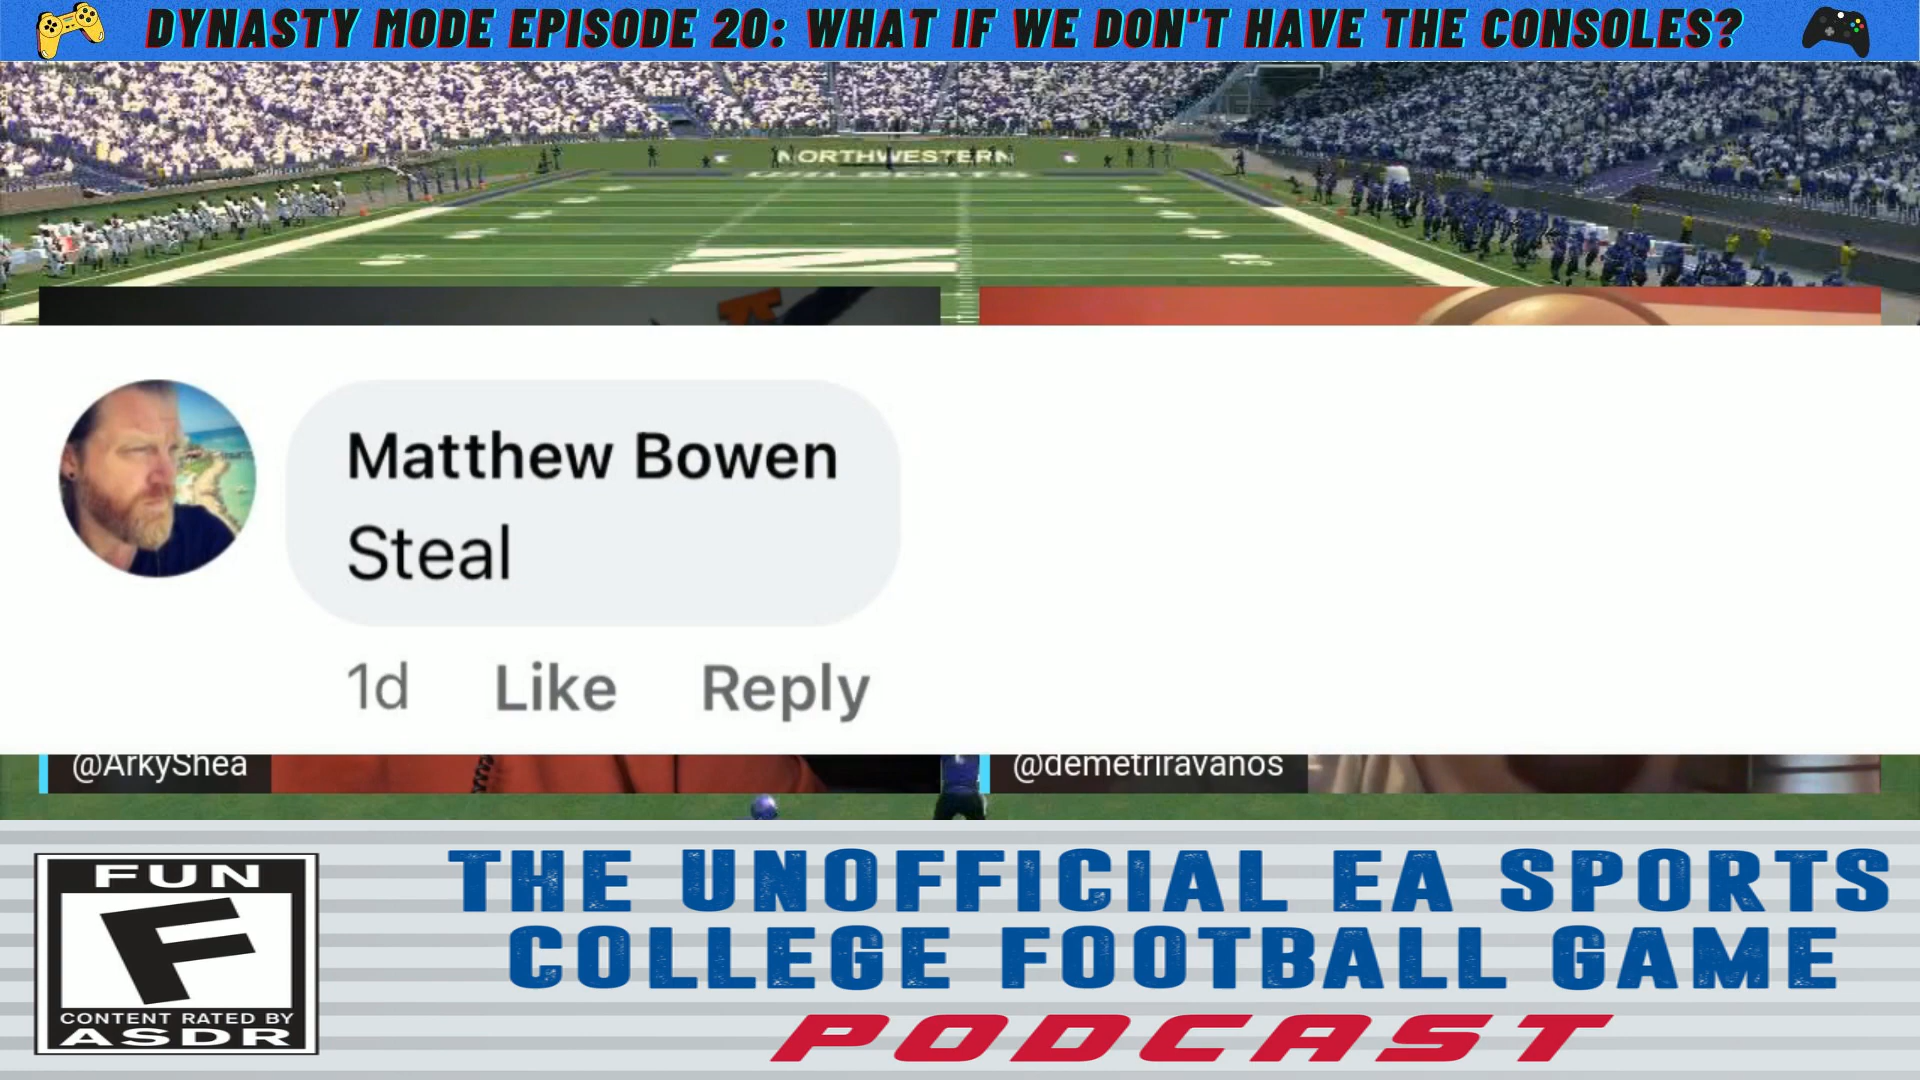 DYNASTY MODE EPISODE 20: WHAT IF WE DON'T HAVE THE CONSOLES?
NORTHWESTERN
Matthew Bowen
Steal
1d Like Reply
@ArkyShea
@demetriravanos
FUN
F
CONTENT RATED BY
ASDR
THE UNOFFICIAL EA SPORTS
COLLEGE FOOTBALL GAME
PODCAST